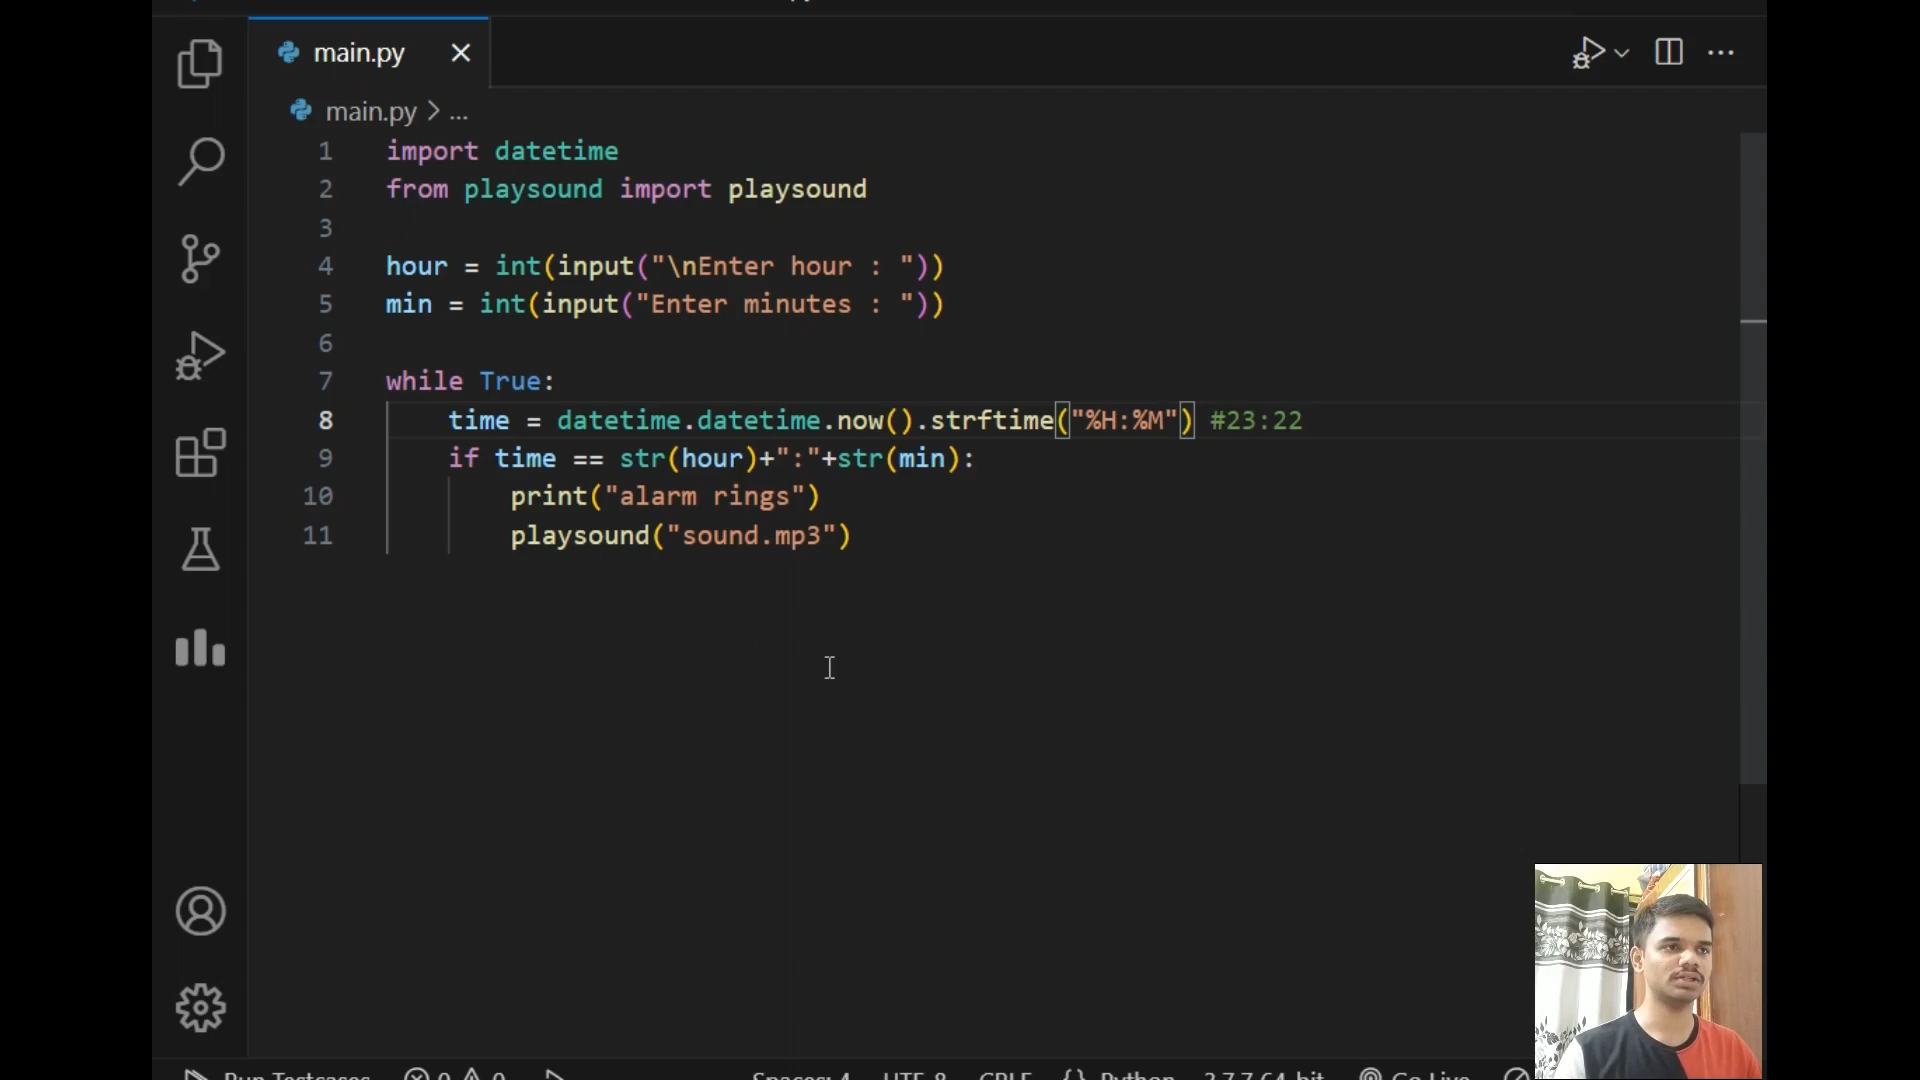 main.py
main.py > ...
1 import datetime
2 from playsound import playsound
3
4 hour = int(input("\nEnter hour : "))
5 min = int(input("Enter minutes : "))
6
7 while True:
8 time = datetime.datetime.now().strftime("%H:%M") #23:22
9 if time == str(hour)+":"+str(min):
10 print("alarm rings")
11 playsound("sound.mp3")
Run Testcases 0 0 Spaces: 4 UTF-8 CRLF {} Python 3.7.7 64-bit Go Live